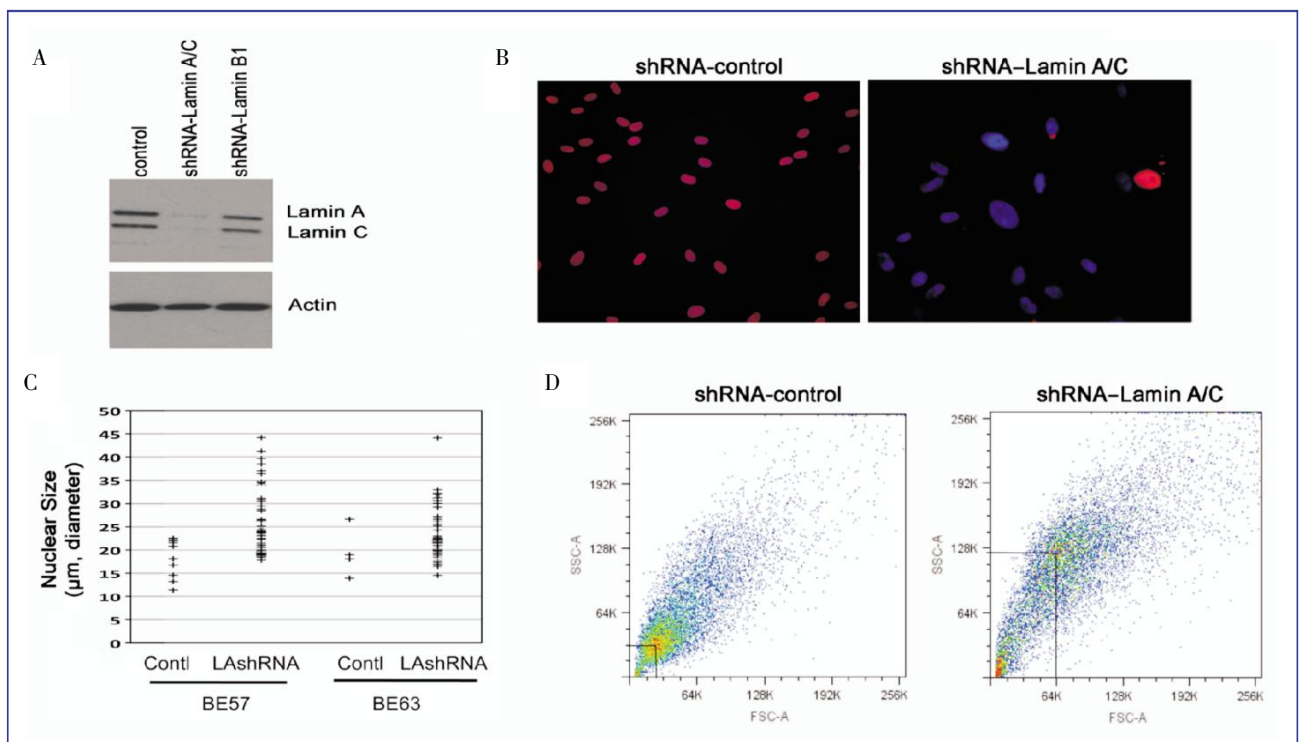 A
control
shRNA-Lamin A/C
shRNA-Lamin B1
Lamin A
Lamin C
Actin
B
shRNA-control
shRNA–Lamin A/C
C
Nuclear Size
(µm, diameter)
50
45
40
35
30
25
20
15
10
5
0
Contl LAshRNA Contl LAshRNA
BE57 BE63
D
shRNA-control
256K
192K
128K
64K
SSC-A
64K 128K 192K 256K
FSC-A
shRNA–Lamin A/C
256K
192K
128K
64K
SSC-A
64K 128K 192K 256K
FSC-A